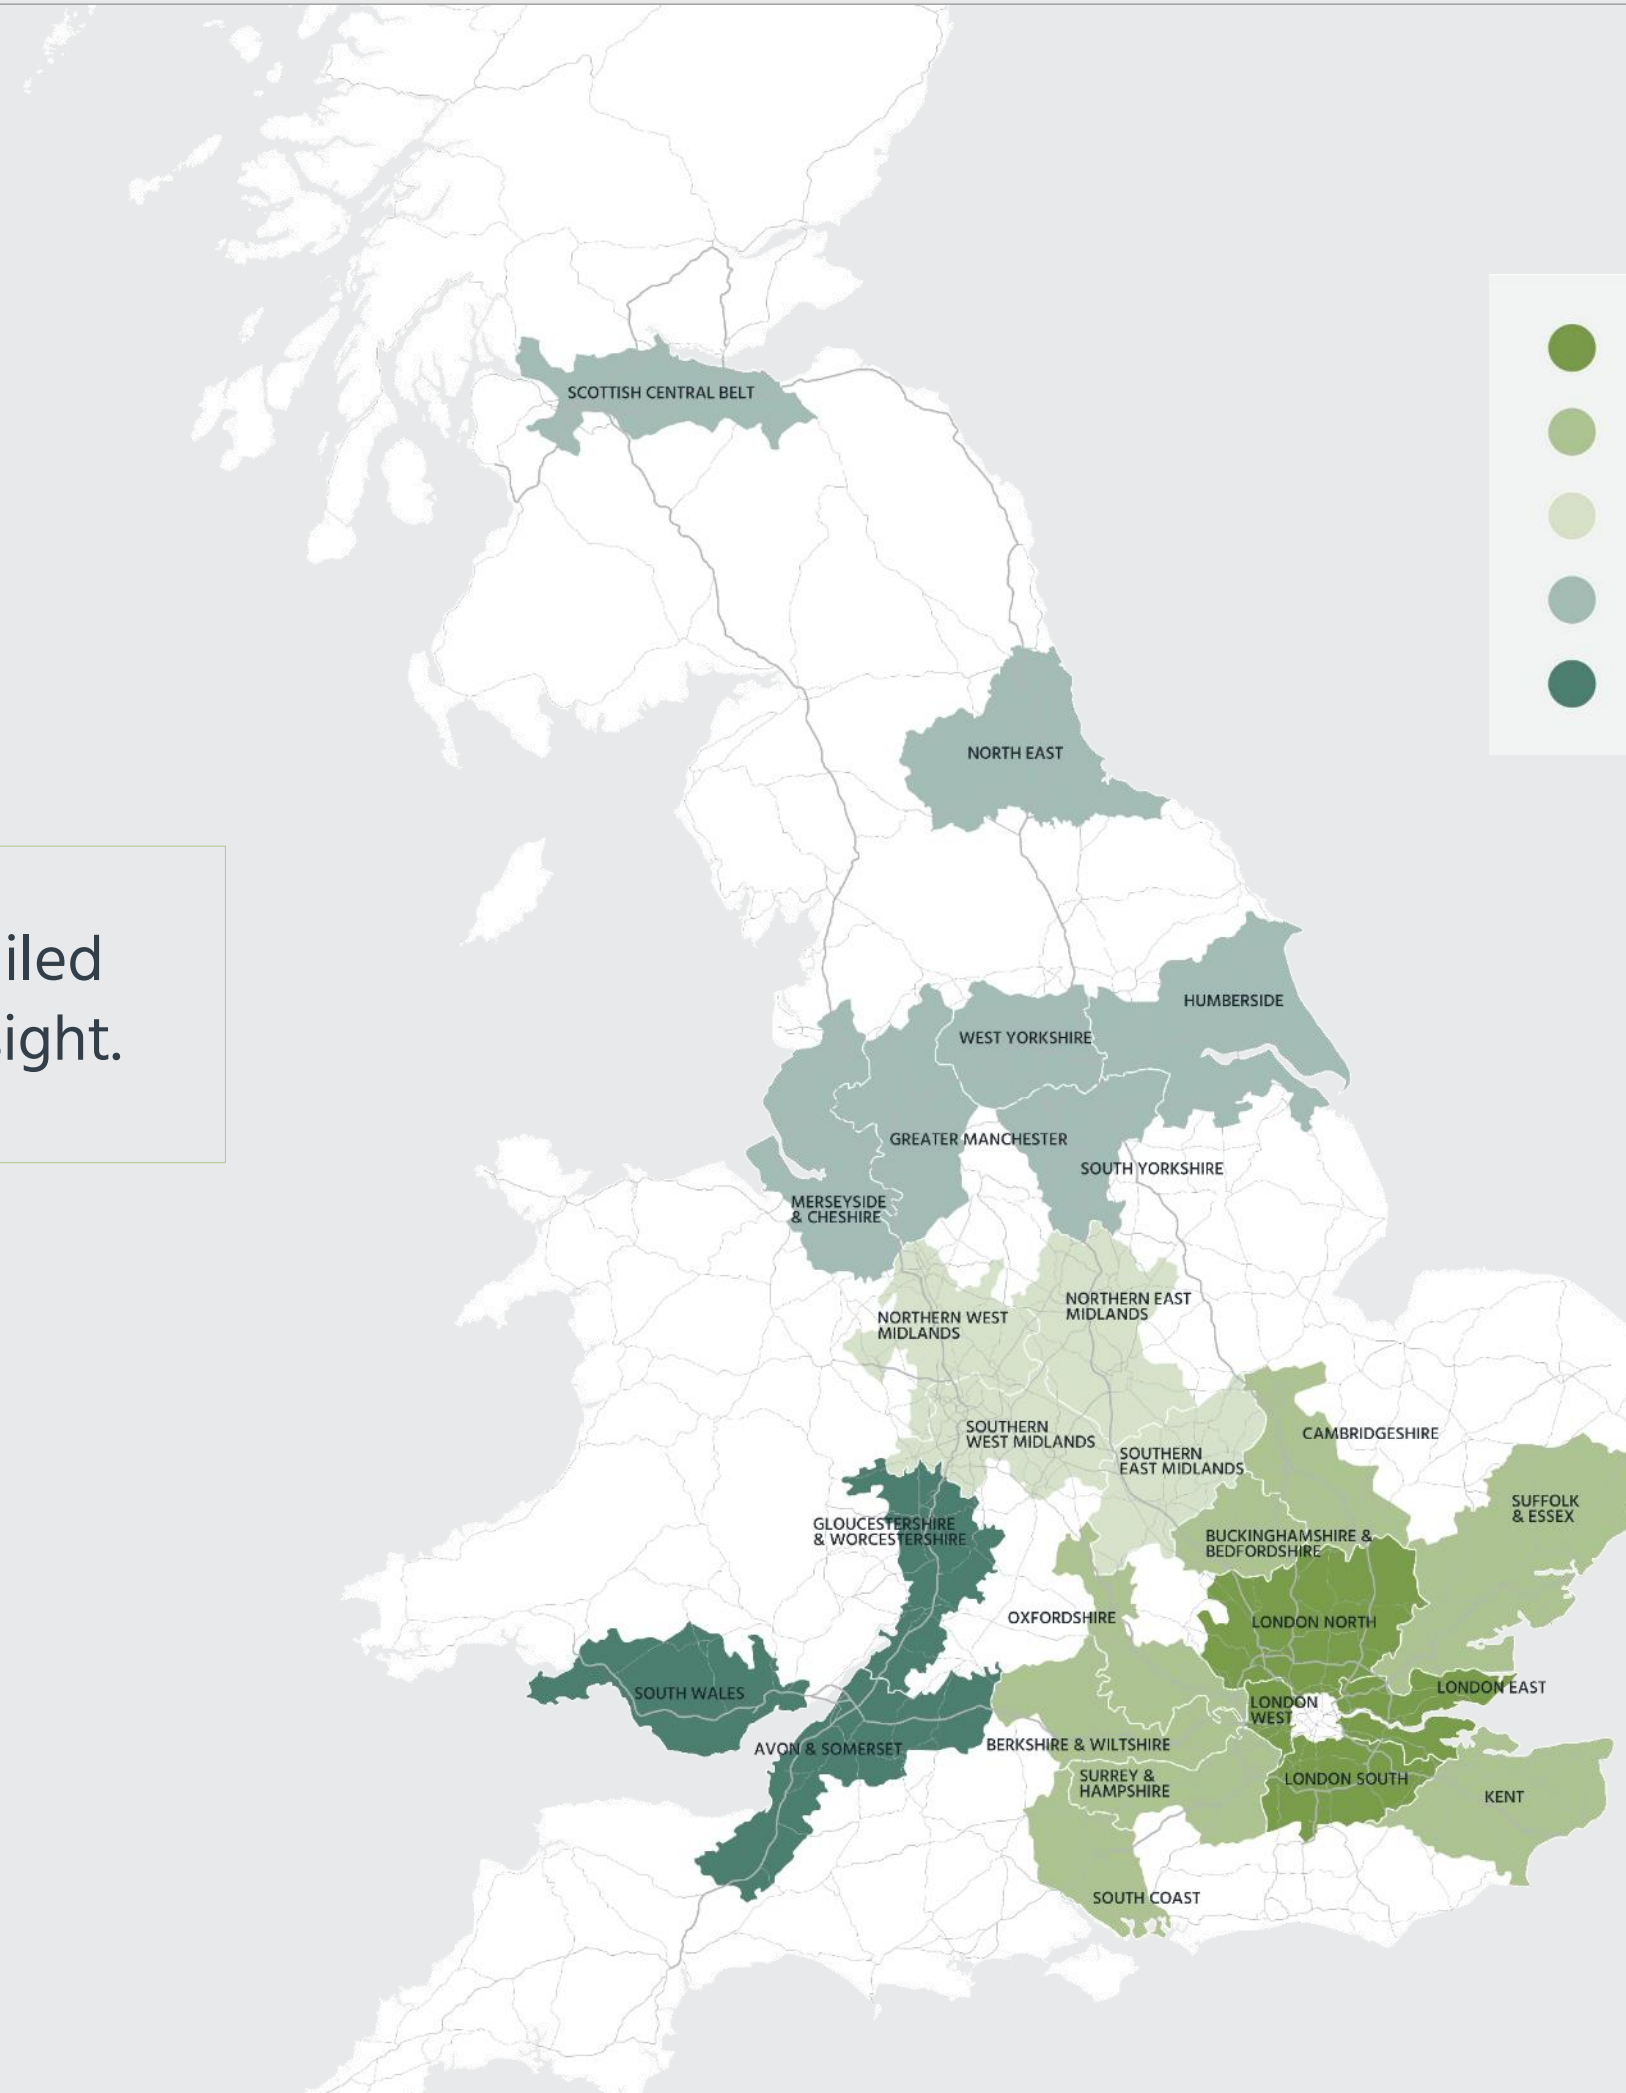 SCOTTISH CENTRAL BELT
NORTH EAST
iled
ight.
HUMBERSIDE
WEST YORKSHIRE
GREATER MANCHESTER
SOUTH YORKSHIRE
MERSEYSIDE
& CHESHIRE
NORTHERN EAST
MIDLANDS
NORTHERN WEST
MIDLANDS
SOUTHERN
WEST MIDLANDS
CAMBRIDGESHIRE
SOUTHERN
EAST MIDLANDS
SUFFOLK
& ESSEX
GLOUCESTERSHIRE
& WORCESTERSHIRE
BUCKINGHAMSHIRE &
BEDFORDSHIRE
OXFORDSHIRE
LONDON NORTH
SOUTH WALES
LONDON EAST
LONDON
WEST
AVON & SOMERSET
BERKSHIRE & WILTSHIRE
SURREY &
HAMPSHIRE
LONDON SOUTH
KENT
SOUTH COAST